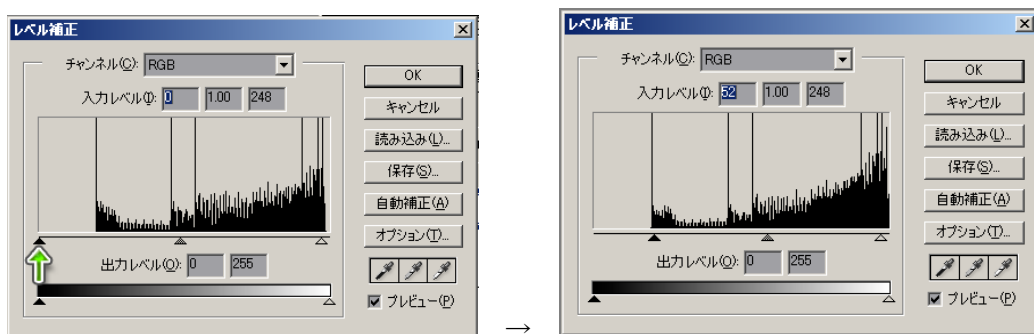 レベル補正
チャンネル(C): RGB
入力レベル(I): 0 1.00 248
出力レベル(O): 0 255
OK
キャンセル
読み込み(L)...
保存(S)...
自動補正(A)
オプション(T)...
プレビュー(P)
→
レベル補正
チャンネル(C): RGB
入力レベル(I): 52 1.00 248
出力レベル(O): 0 255
OK
キャンセル
読み込み(L)...
保存(S)...
自動補正(A)
オプション(T)...
プレビュー(P)